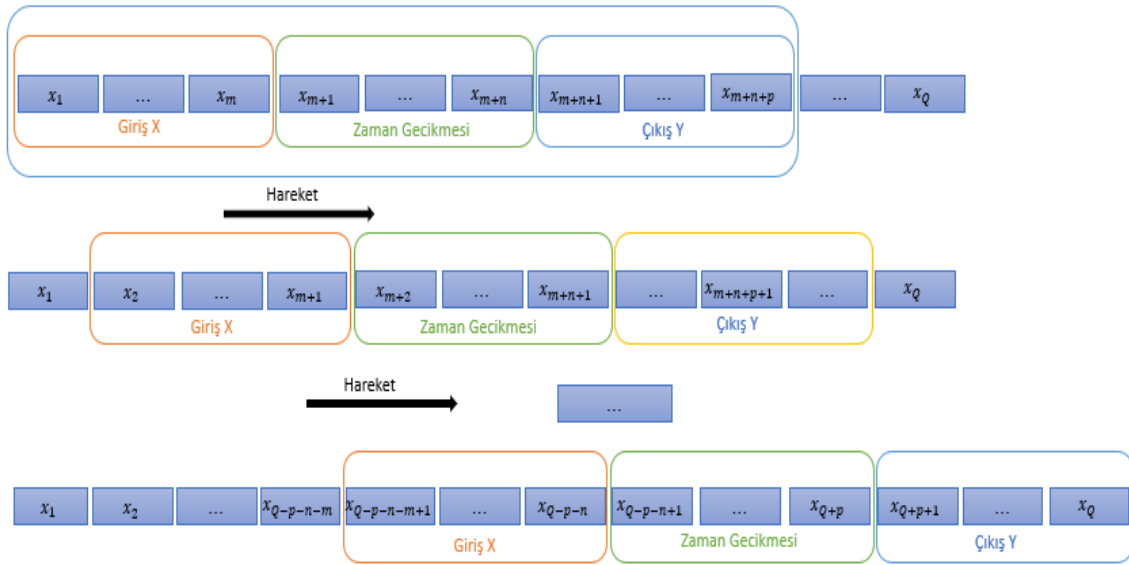 x_1 … x_m x_{m+1} … x_{m+n} x_{m+n+1} … x_{m+n+p} … x_Q
Giriş X Zaman Gecikmesi Çıkış Y
Hareket
x_1 x_2 … x_{m+1} x_{m+2} … x_{m+n+1} … x_{m+n+p+1} … x_Q
Giriş X Zaman Gecikmesi Çıkış Y
Hareket
…
x_1 x_2 … x_{Q-p-n-m} x_{Q-p-n-m+1} … x_{Q-p-n} x_{Q-p-n+1} … x_{Q+p} x_{Q+p+1} … x_Q
Giriş X Zaman Gecikmesi Çıkış Y